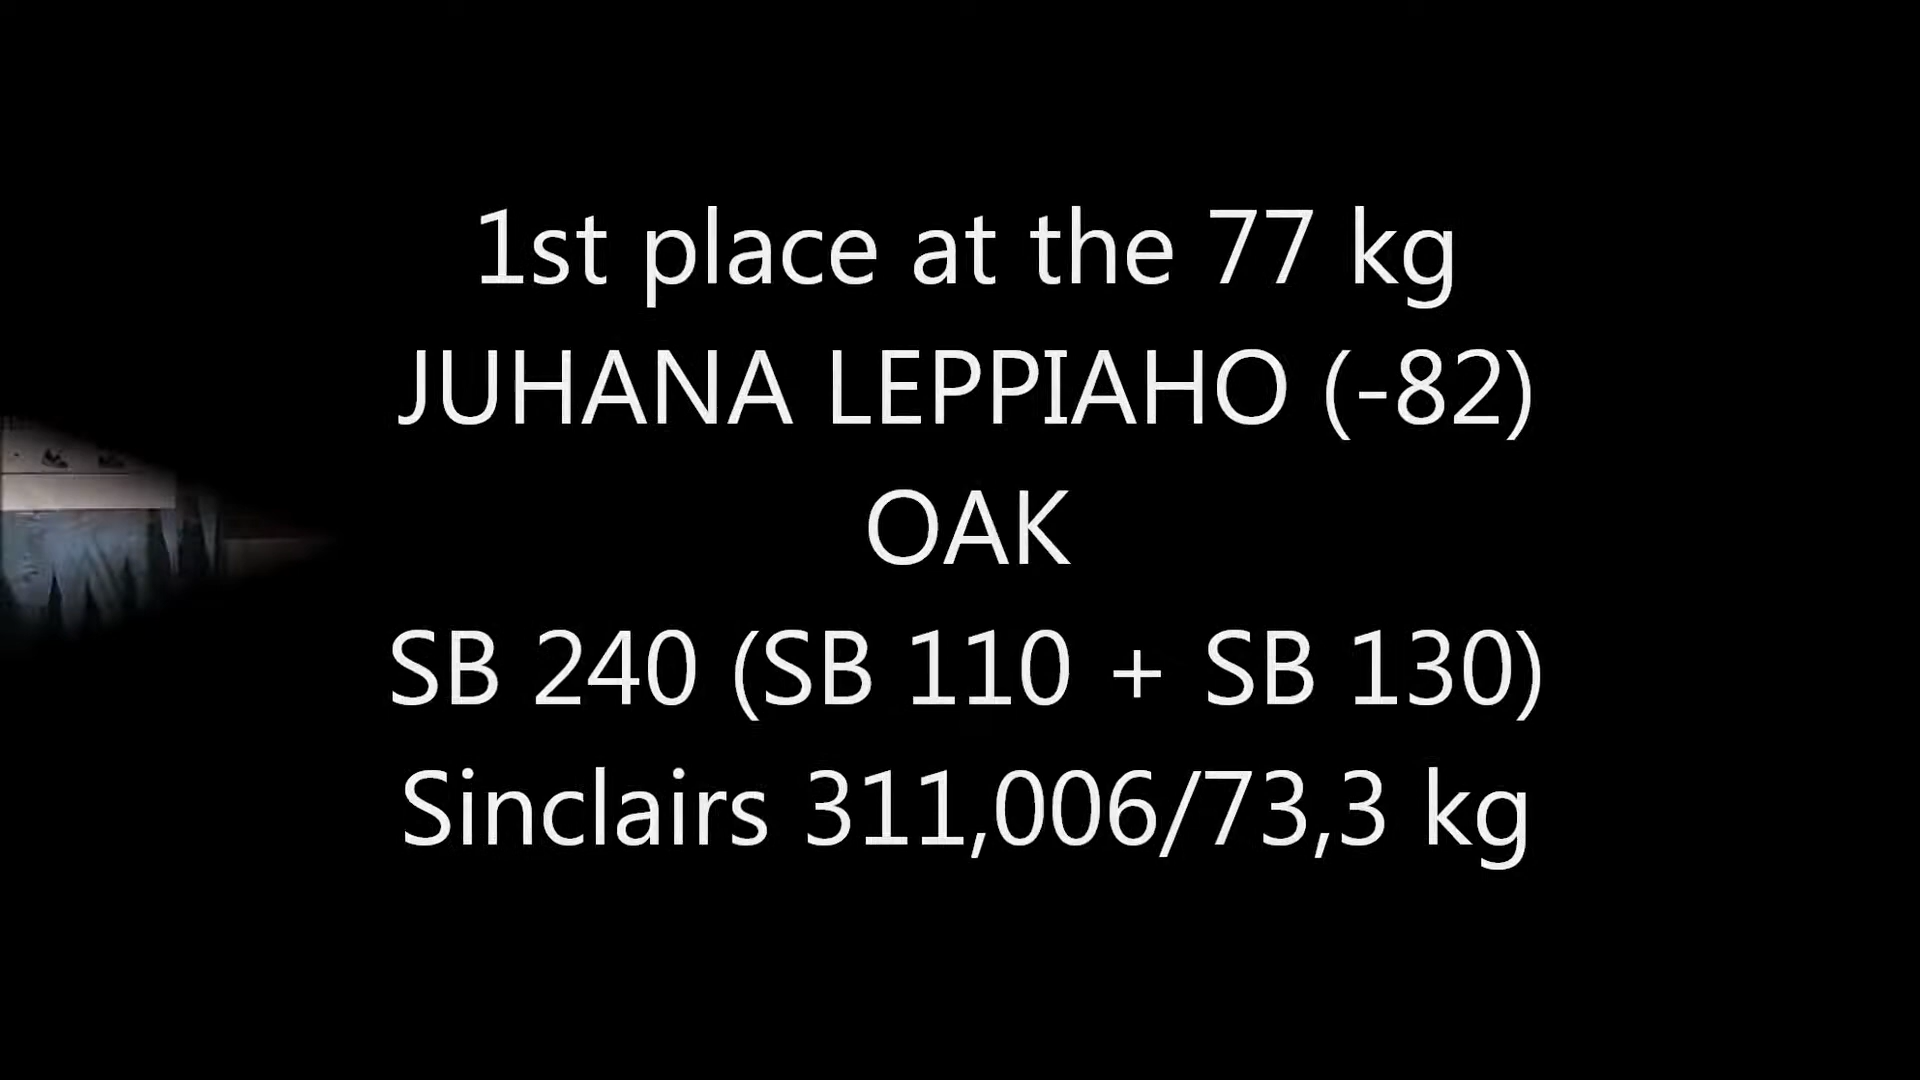 1st place at the 77 kg
JUHANA LEPPIAHO (-82)
OAK
SB 240 (SB 110 + SB 130)
Sinclairs 311,006/73,3 kg